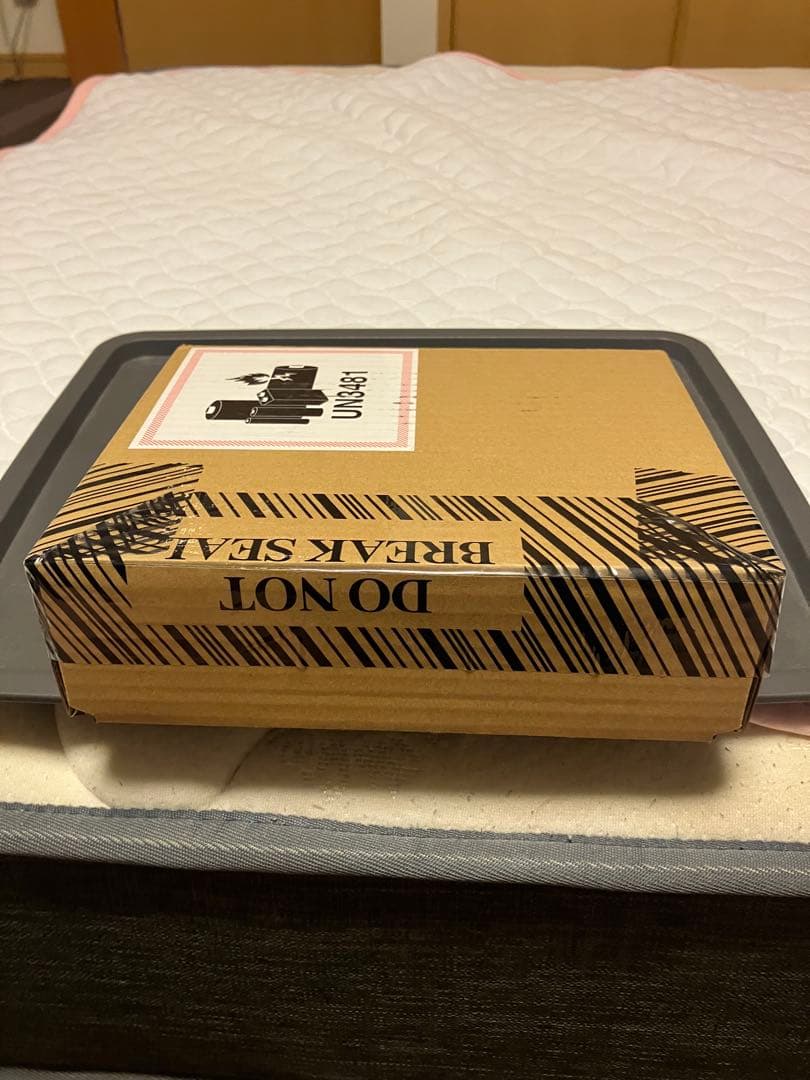 UN3481
DO NOT
BREAK SEAL